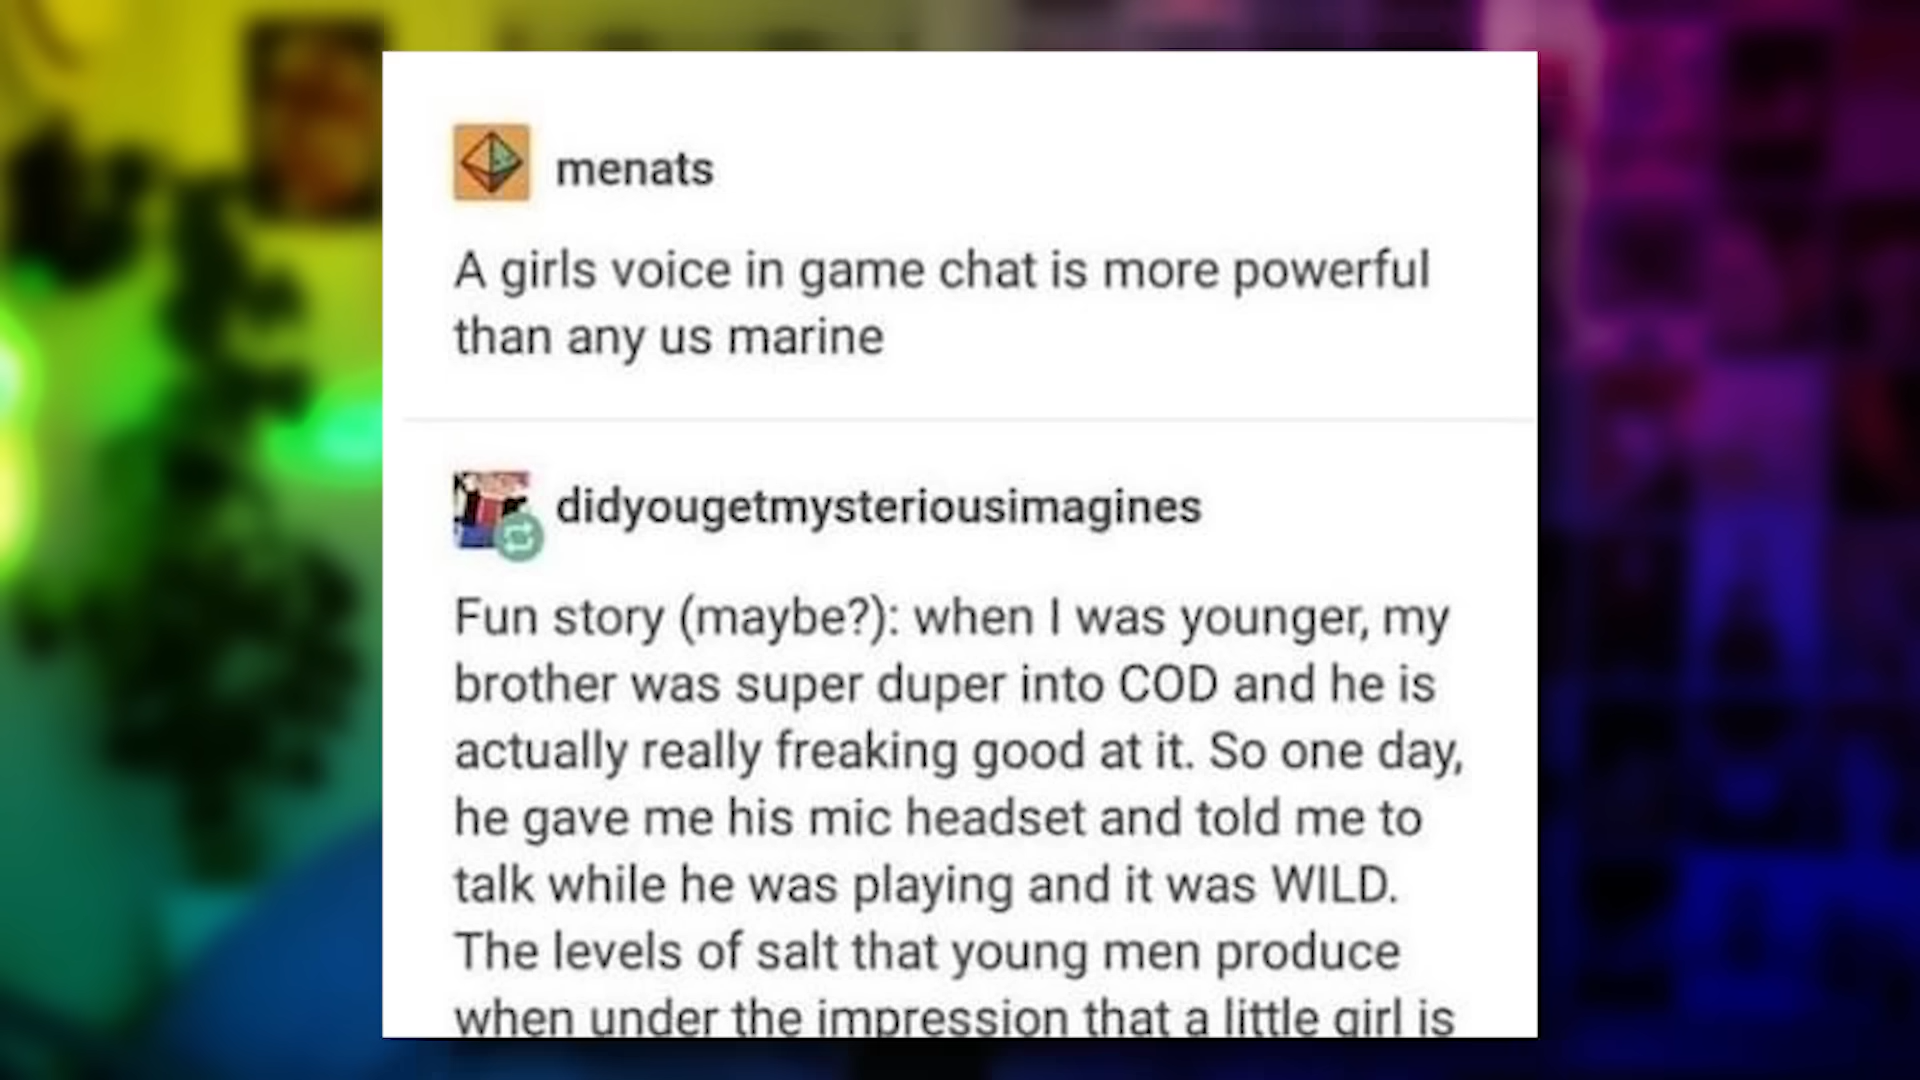 menats
A girls voice in game chat is more powerful
than any us marine
didyougetmysteriousimagines
Fun story (maybe?): when I was younger, my
brother was super duper into COD and he is
actually really freaking good at it. So one day,
he gave me his mic headset and told me to
talk while he was playing and it was WILD.
The levels of salt that young men produce
when under the impression that a little girl is